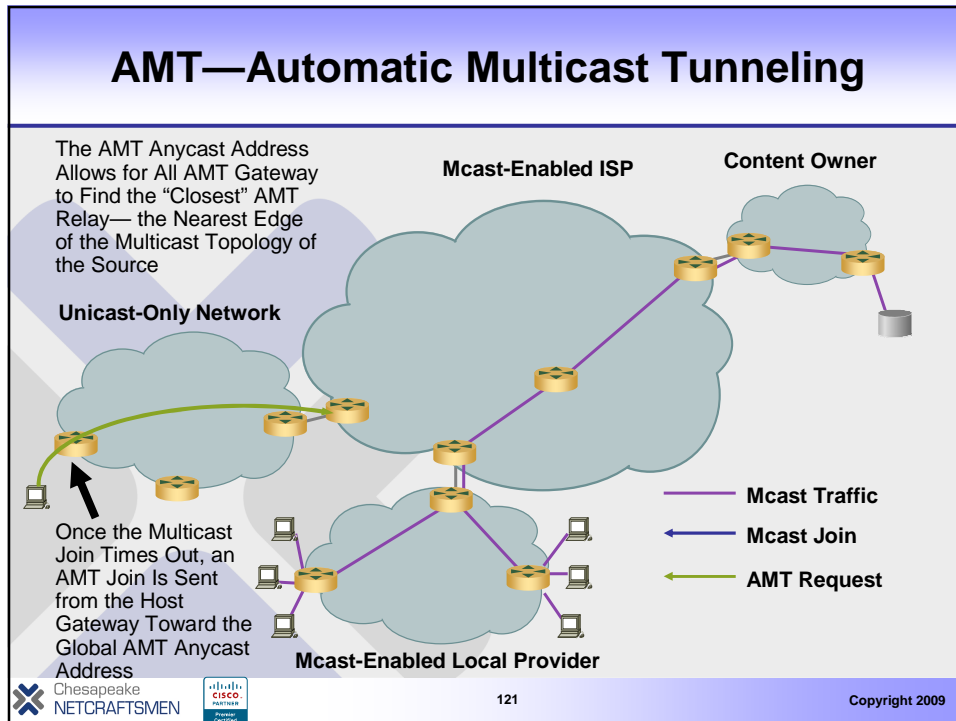 AMT—Automatic Multicast Tunneling
The AMT Anycast Address
Allows for All AMT Gateway
to Find the “Closest” AMT
Relay— the Nearest Edge
of the Multicast Topology of
the Source
Mcast-Enabled ISP
Content Owner
Unicast-Only Network
Once the Multicast
Join Times Out, an
AMT Join Is Sent
from the Host
Gateway Toward the
Global AMT Anycast
Address
Mcast Traffic
Mcast Join
AMT Request
Mcast-Enabled Local Provider
Chesapeake
NETCRAFTSMEN
CISCO
PARTNER
Premier
Certified
121
Copyright 2009